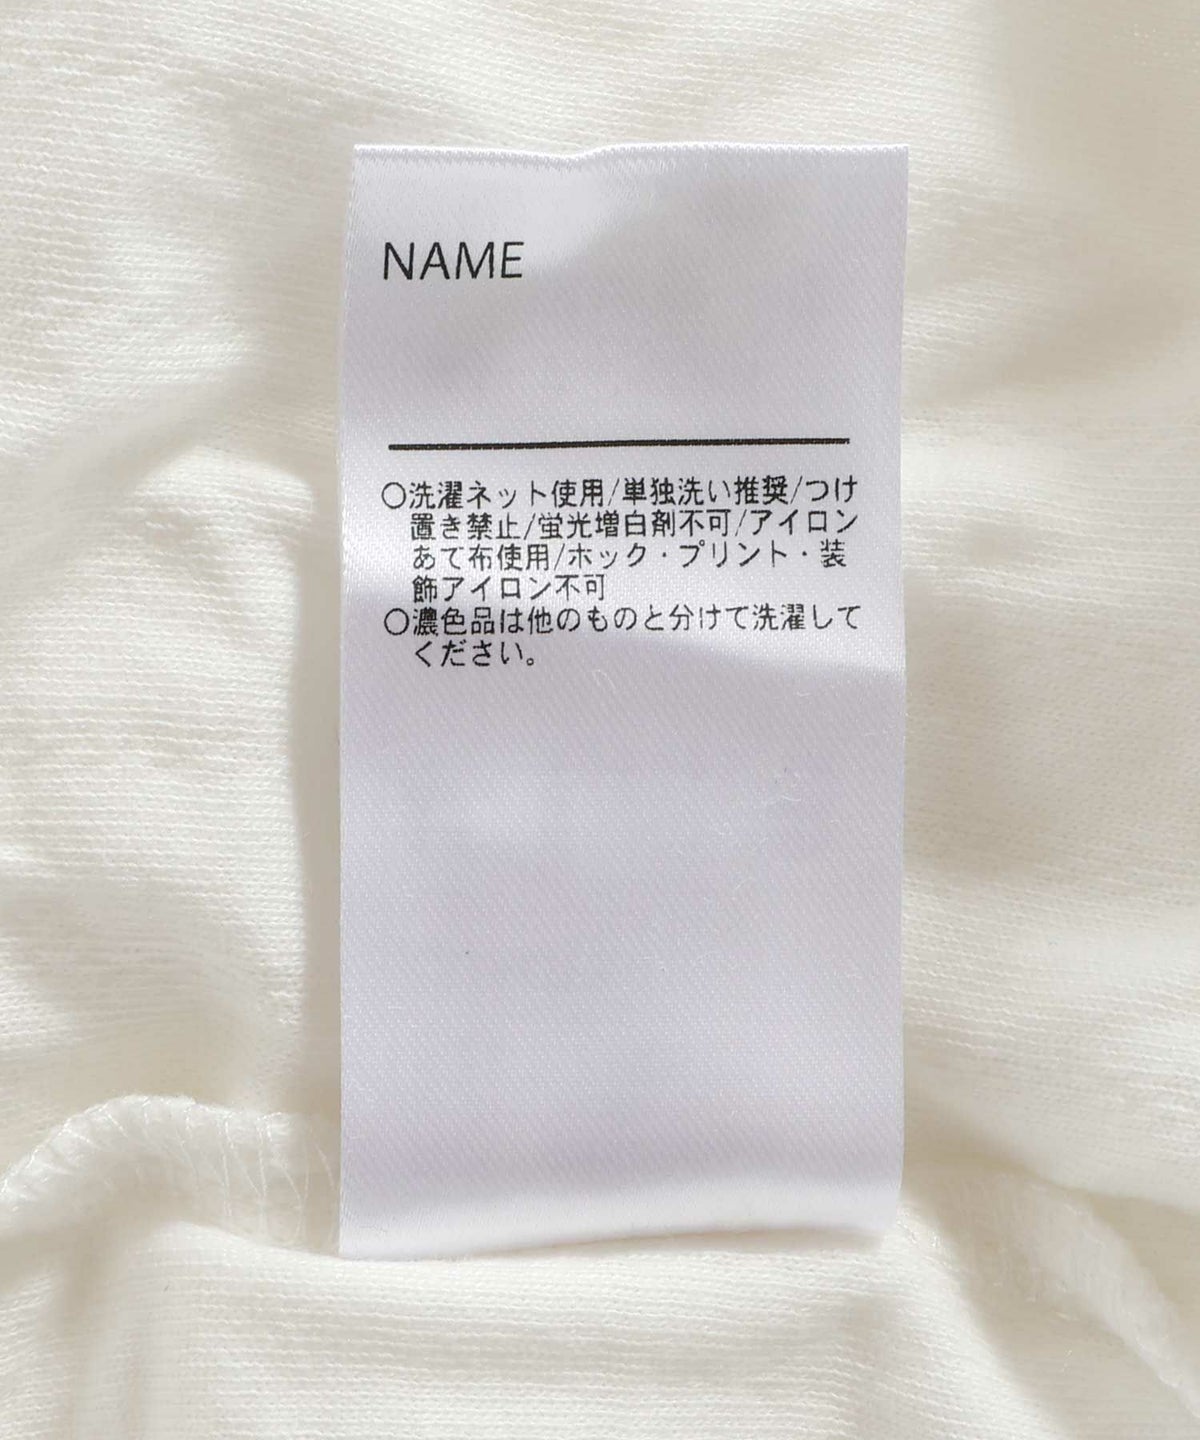 NAME
○洗濯ネット使用/単独洗い推奨/つけ
置き禁止/蛍光増白剤不可/アイロン
あて布使用/ホック・プリント・装
飾アイロン不可
○濃色品は他のものと分けて洗濯して
ください。